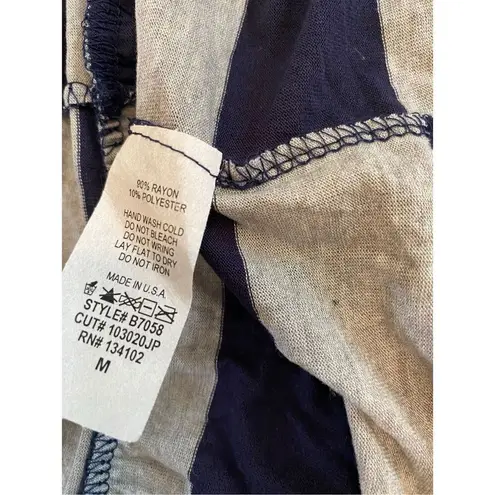 90% RAYON
10% POLYESTER
HAND WASH COLD
DO NOT BLEACH
DO NOT WRING
LAY FLAT TO DRY
DO NOT IRON
MADE IN U.S.A.
STYLE# B7058
CUT# 103020JP
RN# 134102
M